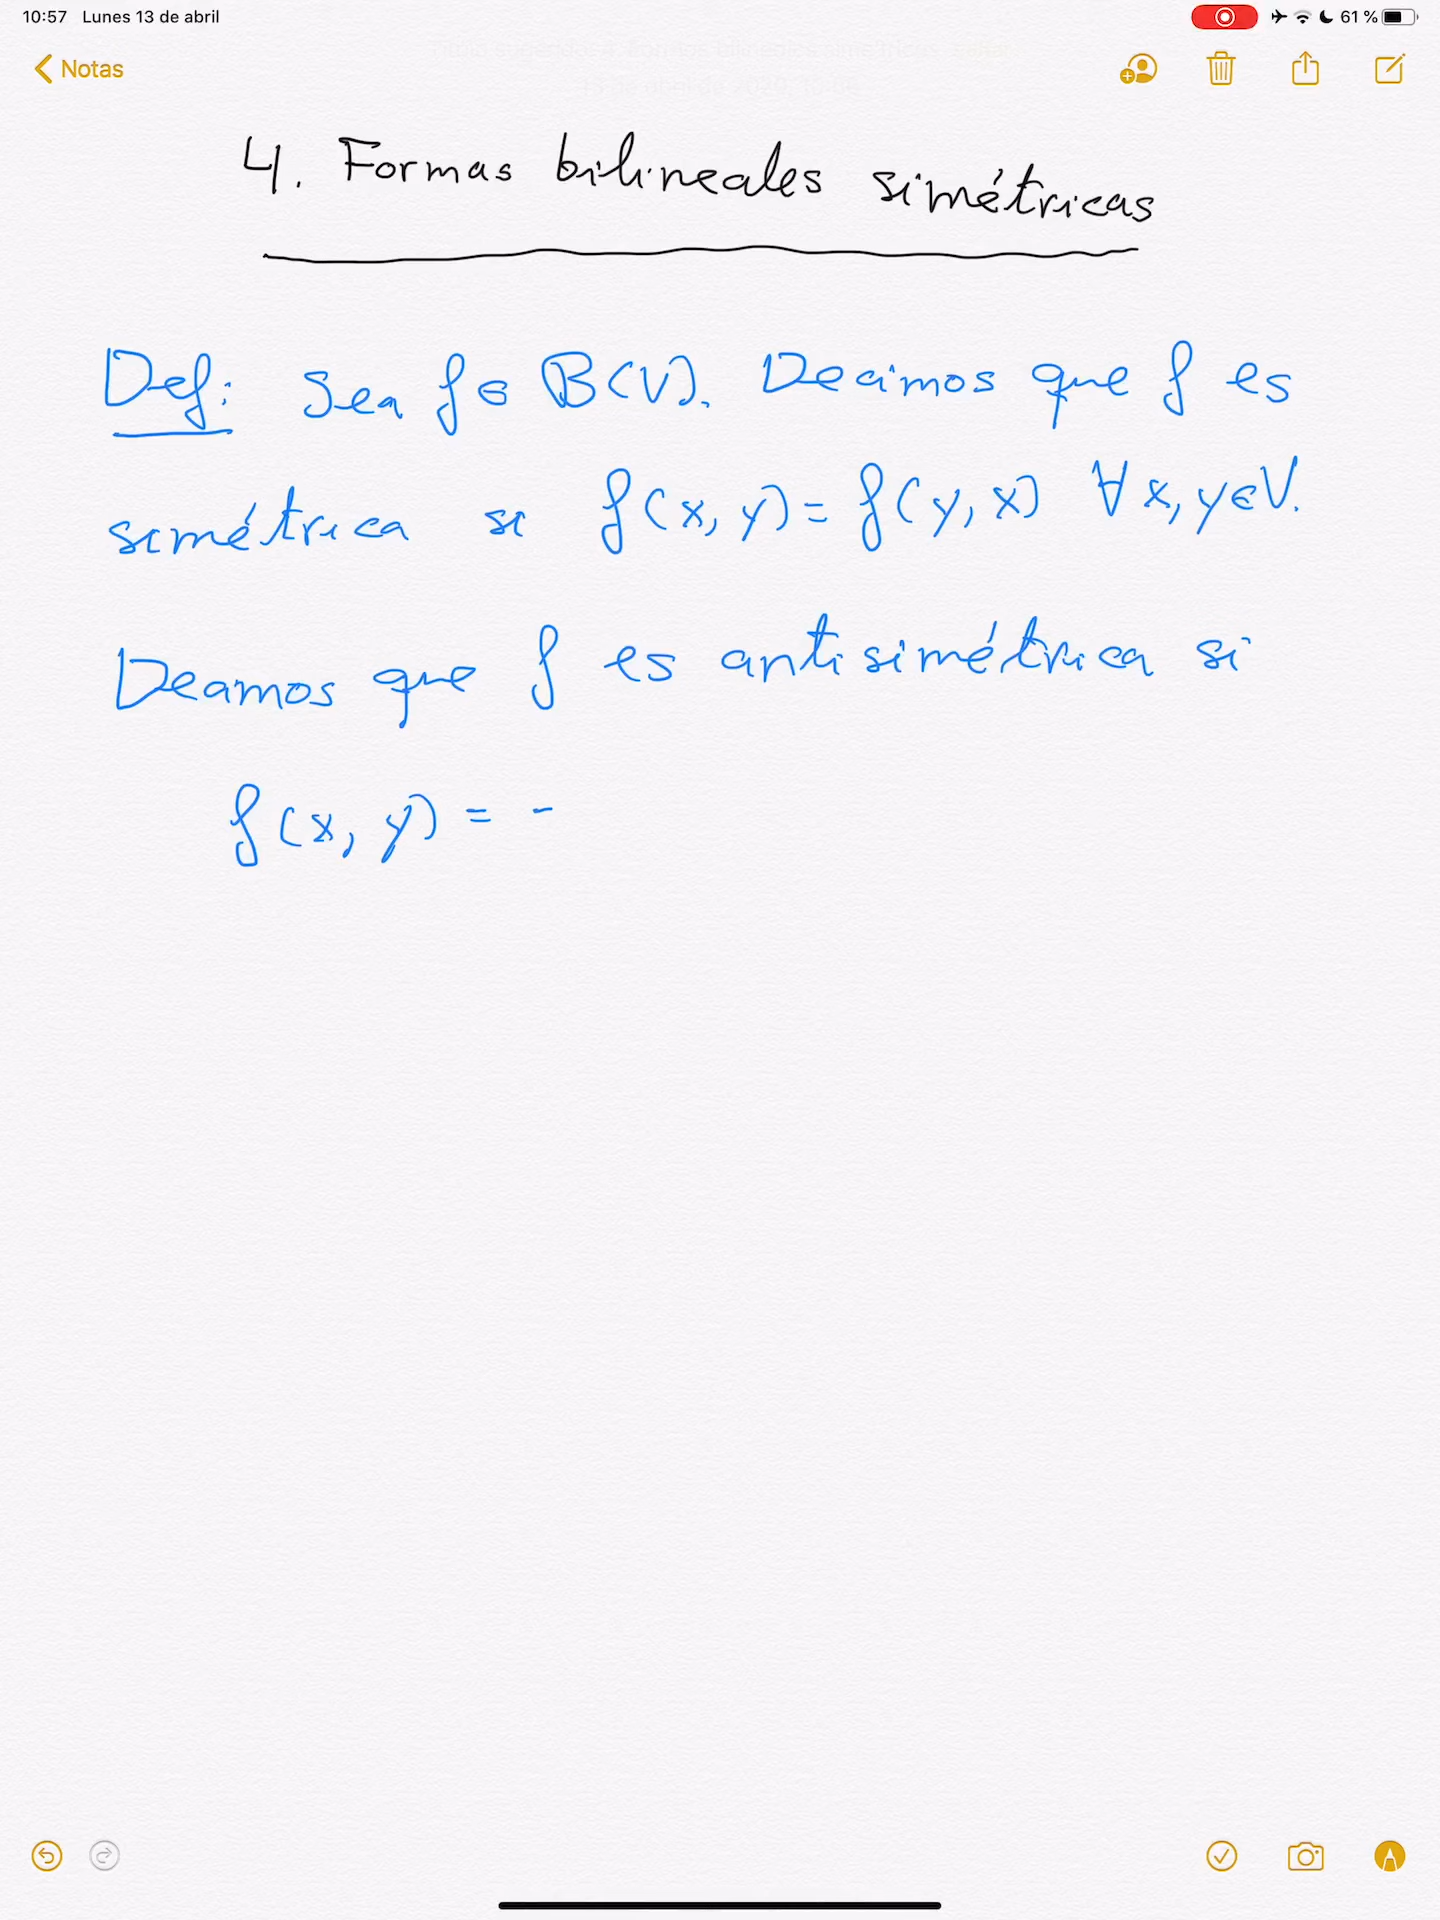 10:57 Lunes 13 de abril
61 %
Notas
4. Formas bilineales simétricas
Def: Sea f ∈ B(V). Decimos que f es
simétrica si f(x, y) = f(y, x) ∀ x, y ∈ V.
Decimos que f es antisimétrica si
f(x, y) = -